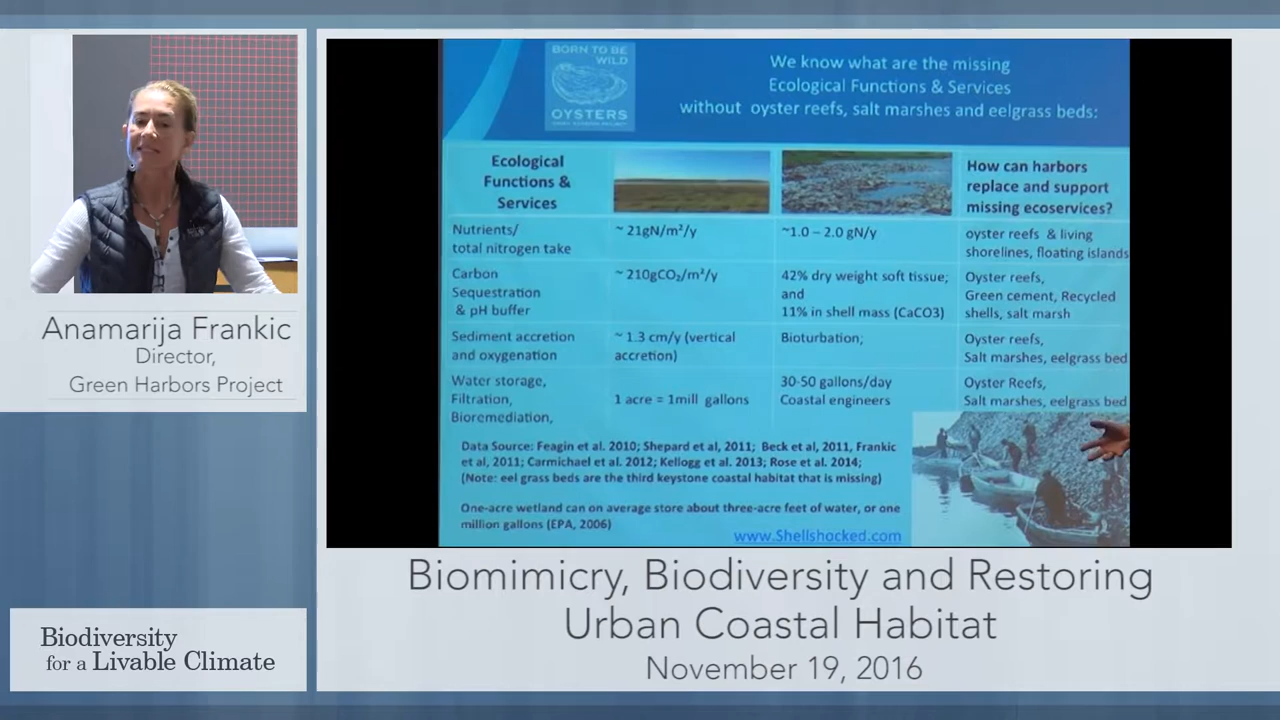 BORN TO BE
WILD
OYSTERS
We know what are the missing
Ecological Functions & Services
without oyster reefs, salt marshes and eelgrass beds:
Ecological
Functions &
Services
How can harbors
replace and support
missing ecoservices?
Nutrients/
total nitrogen take
~ 21gN/m²/y
~1.0 – 2.0 gN/y
oyster reefs & living
shorelines, floating islands
Carbon
Sequestration
& pH buffer
~ 210gCO₂/m²/y
42% dry weight soft tissue;
and
11% in shell mass (CaCO3)
Oyster reefs,
Green cement, Recycled
shells, salt marsh
Sediment accretion
and oxygenation
~ 1.3 cm/y (vertical
accretion)
Bioturbation;
Oyster reefs,
Salt marshes, eelgrass bed
Water storage,
Filtration,
Bioremediation,
1 acre = 1mill gallons
30-50 gallons/day
Coastal engineers
Oyster Reefs,
Salt marshes, eelgrass bed
Data Source: Feagin et al. 2010; Shepard et al, 2011; Beck et al, 2011, Frankic
et al, 2011; Carmichael et al. 2012; Kellogg et al. 2013; Rose et al. 2014;
(Note: eel grass beds are the third keystone coastal habitat that is missing)
One-acre wetland can on average store about three-acre feet of water, or one
million gallons (EPA, 2006)
www.Shellshocked.com
Anamarija Frankic
Director,
Green Harbors Project
Biomimicry, Biodiversity and Restoring
Urban Coastal Habitat
November 19, 2016
Biodiversity
for a Livable Climate